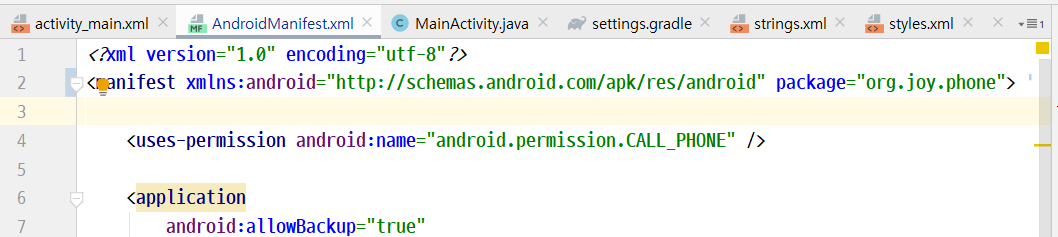 activity_main.xml AndroidManifest.xml MainActivity.java settings.gradle strings.xml styles.xml 1
1 <?xml version="1.0" encoding="utf-8"?>
2 <manifest xmlns:android="http://schemas.android.com/apk/res/android" package="org.joy.phone">
3
4 <uses-permission android:name="android.permission.CALL_PHONE" />
5
6 <application
7 android:allowBackup="true"